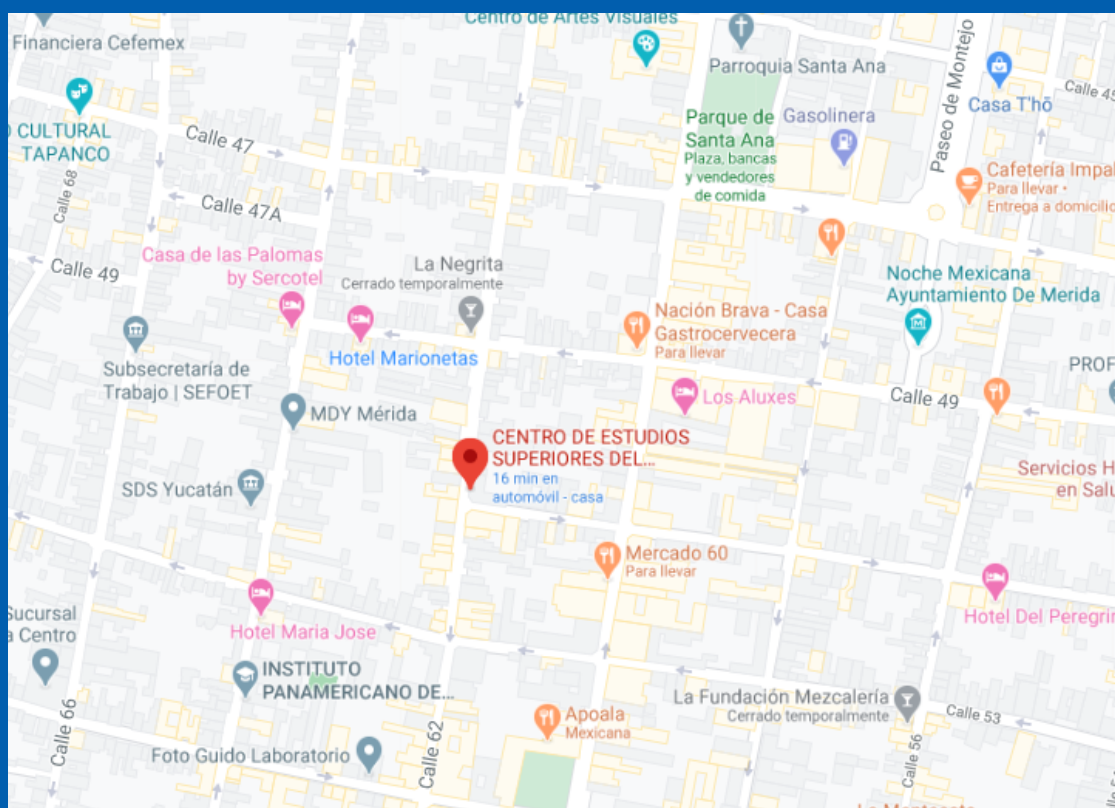 Financiera Cefemex
Centro de Artes Visuales
Parroquia Santa Ana
Paseo de Montejo
Casa T'hō
Calle 45
CULTURAL
TAPANCO
Calle 47
Parque de
Santa Ana
Plaza, bancas
y vendedores
de comida
Gasolinera
Cafetería Impal
Para llevar •
Entrega a domicilio
Calle 68
Calle 47A
Calle 49
Casa de las Palomas
by Sercotel
La Negrita
Cerrado temporalmente
Noche Mexicana
Ayuntamiento De Merida
Nación Brava - Casa
Gastrocervecera
Para llevar
Hotel Marionetas
Subsecretaría de
Trabajo | SEFOET
PROF
Los Aluxes
Calle 49
MDY Mérida
CENTRO DE ESTUDIOS
SUPERIORES DEL...
16 min en
automóvil - casa
SDS Yucatán
Servicios H
en Salu
Mercado 60
Para llevar
Hotel Del Peregrin
Sucursal
a Centro
Hotel Maria Jose
INSTITUTO
PANAMERICANO DE...
La Fundación Mezcalería
Cerrado temporalmente
Calle 53
Apoala
Mexicana
Calle 66
Foto Guido Laboratorio
Calle 62
Calle 56